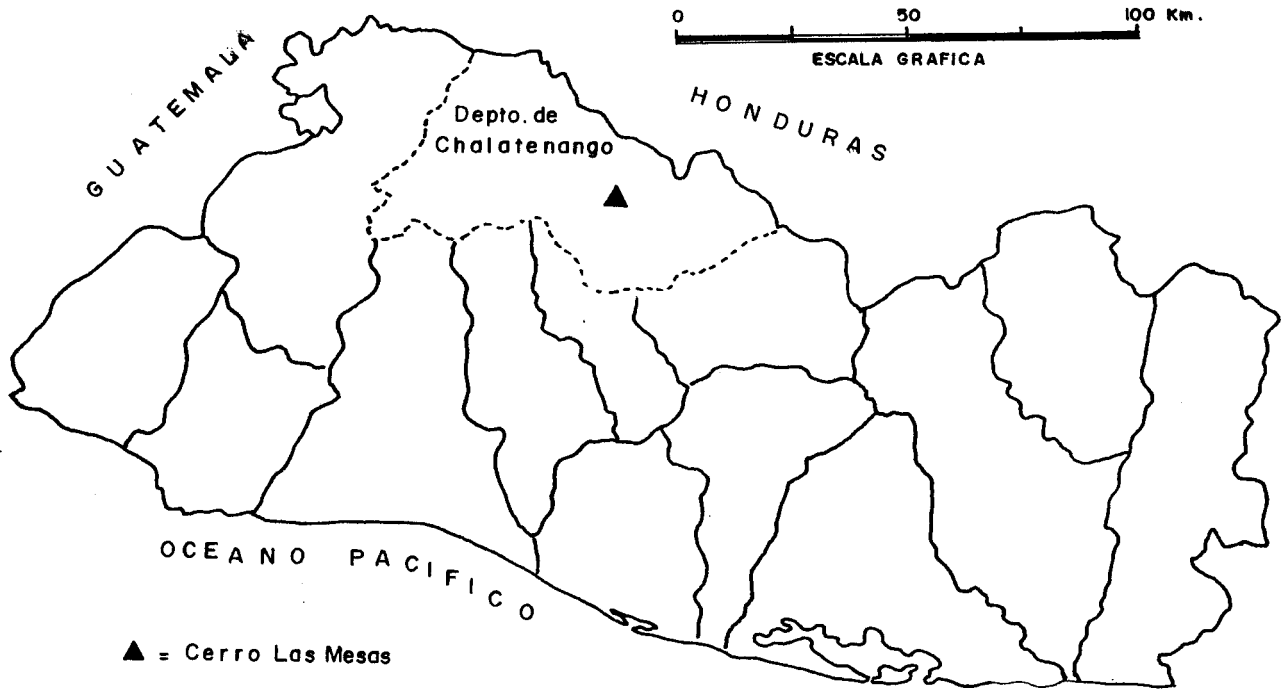 0 50 100 Km.
ESCALA GRAFICA
GUATEMALA
HONDURAS
Depto. de
Chalatenango
OCEANO PACIFICO
▲ = Cerro Las Mesas